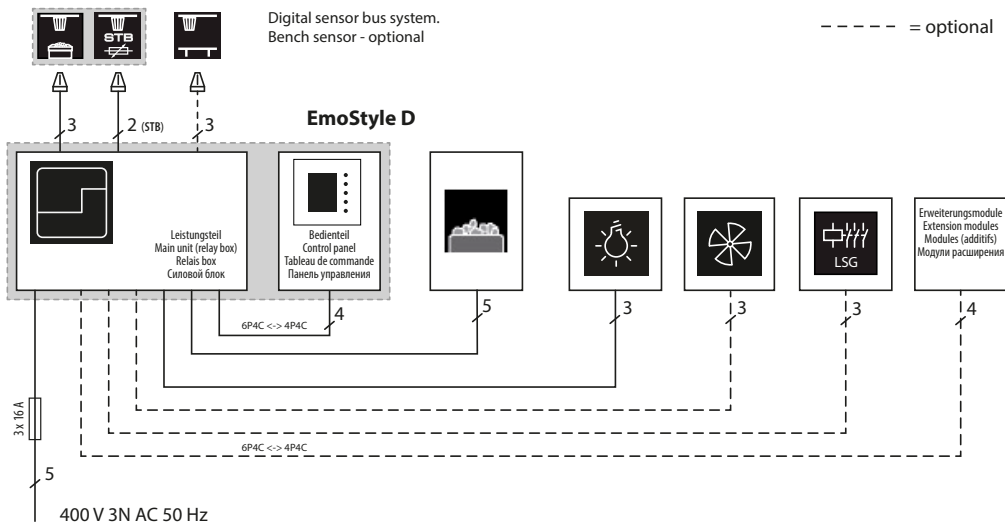 Digital sensor bus system.
Bench sensor - optional
= optional
STB
3
2 (STB)
3
EmoStyle D
Leistungsteil
Main unit (relay box)
Relais box
Силовой блок
Bedienteil
Control panel
Tableau de commande
Панель управления
LSG
Erweiterungsmodule
Extension modules
Modules (additifs)
Модули расширения
4
5
3
3
3
4
6P4C <-> 4P4C
3 x 16 A
6P4C <-> 4P4C
5
400 V 3N AC 50 Hz